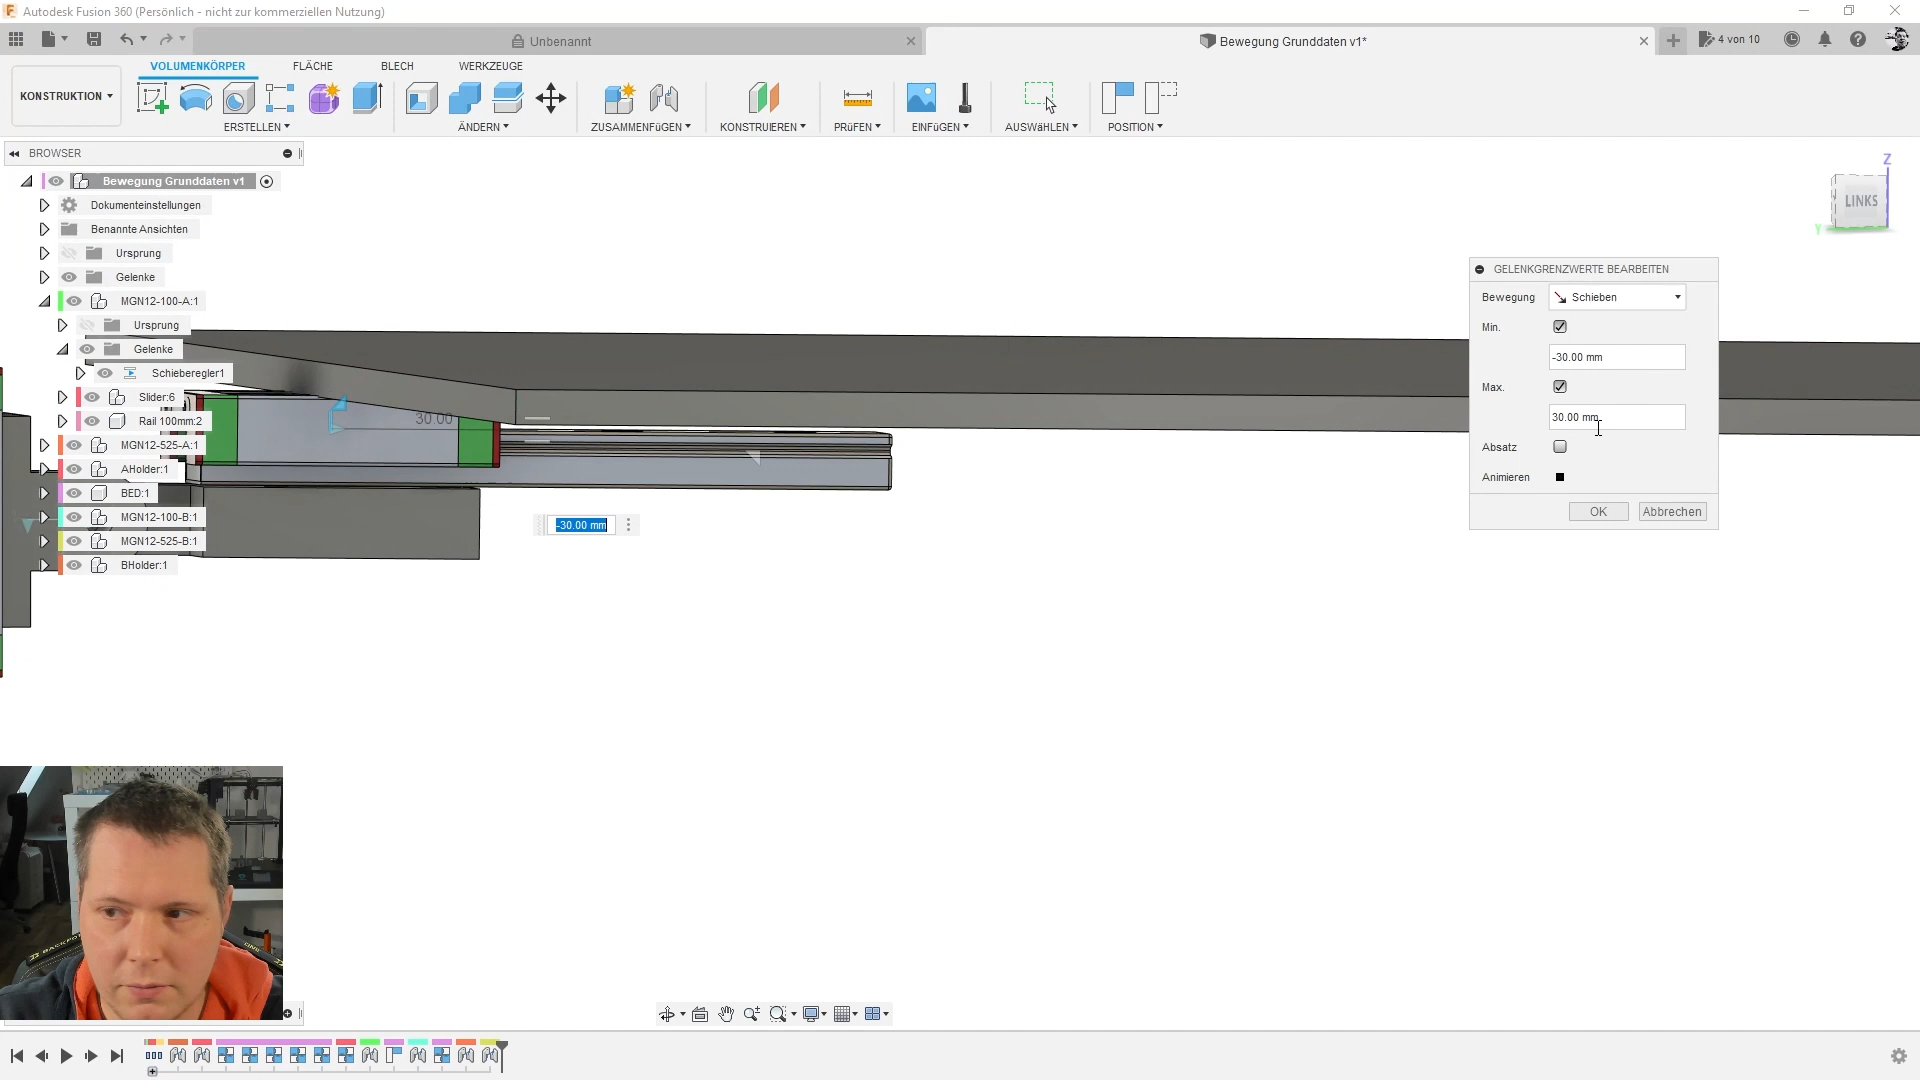 Autodesk Fusion 360 (Persönlich - nicht zur kommerziellen Nutzung)
Unbenannt
Bewegung Grunddaten v1*
4 von 10
KONSTRUKTION
VOLUMENKÖRPER
FLÄCHE
BLECH
WERKZEUGE
ERSTELLEN
ÄNDERN
ZUSAMMENFüGEN
KONSTRUIEREN
PRüFEN
EINFüGEN
AUSWäHLEN
POSITION
BROWSER
Bewegung Grunddaten v1
Dokumenteinstellungen
Benannte Ansichten
Ursprung
Gelenke
MGN12-100-A:1
Ursprung
Gelenke
Schieberegler1
Slider:6
Rail 100mm:2
MGN12-525-A:1
AHolder:1
BED:1
MGN12-100-B:1
MGN12-525-B:1
BHolder:1
30.00
-30.00 mm
Z
LINKS
Y
GELENKGRENZWERTE BEARBEITEN
Bewegung
Schieben
Min.
-30.00 mm
Max.
30.00 mm
Absatz
Animieren
OK
Abbrechen